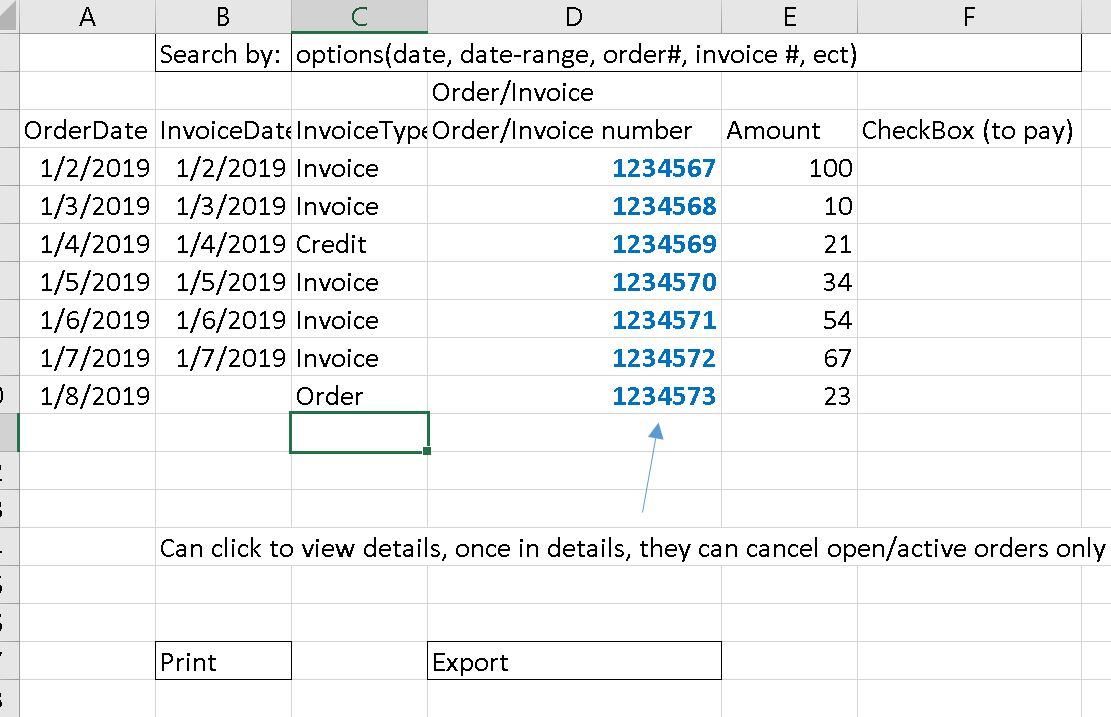 A B C D E F
Search by: options(date, date-range, order#, invoice #, ect)
Order/Invoice
OrderDate InvoiceDate InvoiceType Order/Invoice number Amount CheckBox (to pay)
1/2/2019 1/2/2019 Invoice 1234567 100
1/3/2019 1/3/2019 Invoice 1234568 10
1/4/2019 1/4/2019 Credit 1234569 21
1/5/2019 1/5/2019 Invoice 1234570 34
1/6/2019 1/6/2019 Invoice 1234571 54
1/7/2019 1/7/2019 Invoice 1234572 67
1/8/2019 Order 1234573 23
Can click to view details, once in details, they can cancel open/active orders only
Print Export